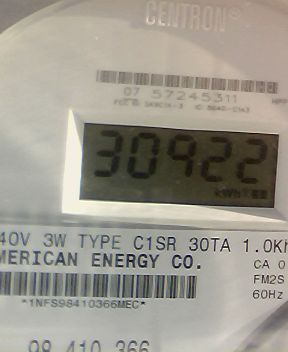 CENTRON®
07 57245311
30922
kWh
40V 3W TYPE C1SR 30TA 1.0Kh
MERICAN ENERGY CO.
CA 0
FM2S
60Hz
*1NFS98410366MEC*
98 410 366